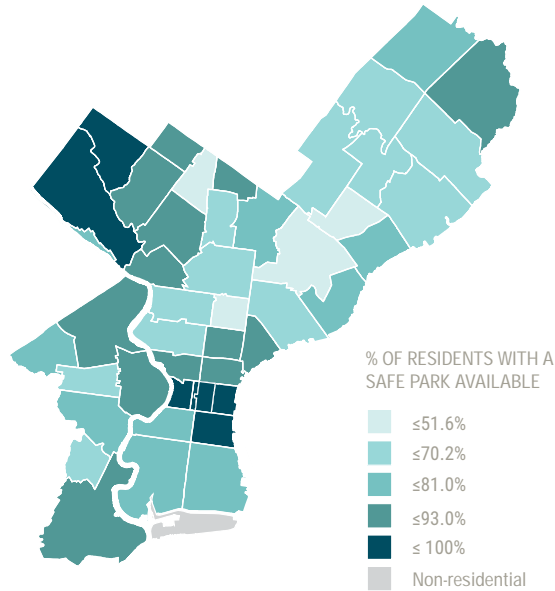 % OF RESIDENTS WITH A
SAFE PARK AVAILABLE
≤51.6%
≤70.2%
≤81.0%
≤93.0%
≤ 100%
Non-residential